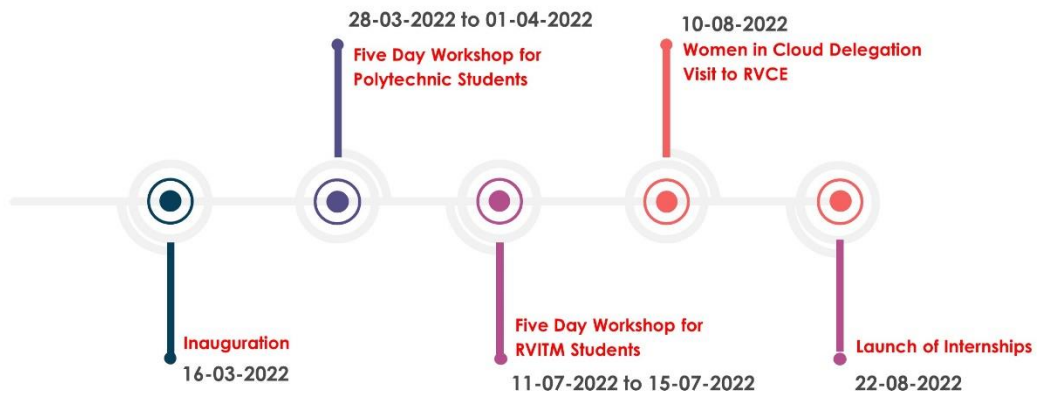 28-03-2022 to 01-04-2022
Five Day Workshop for
Polytechnic Students
10-08-2022
Women in Cloud Delegation
Visit to RVCE
Inauguration
16-03-2022
Five Day Workshop for
RVITM Students
11-07-2022 to 15-07-2022
Launch of Internships
22-08-2022